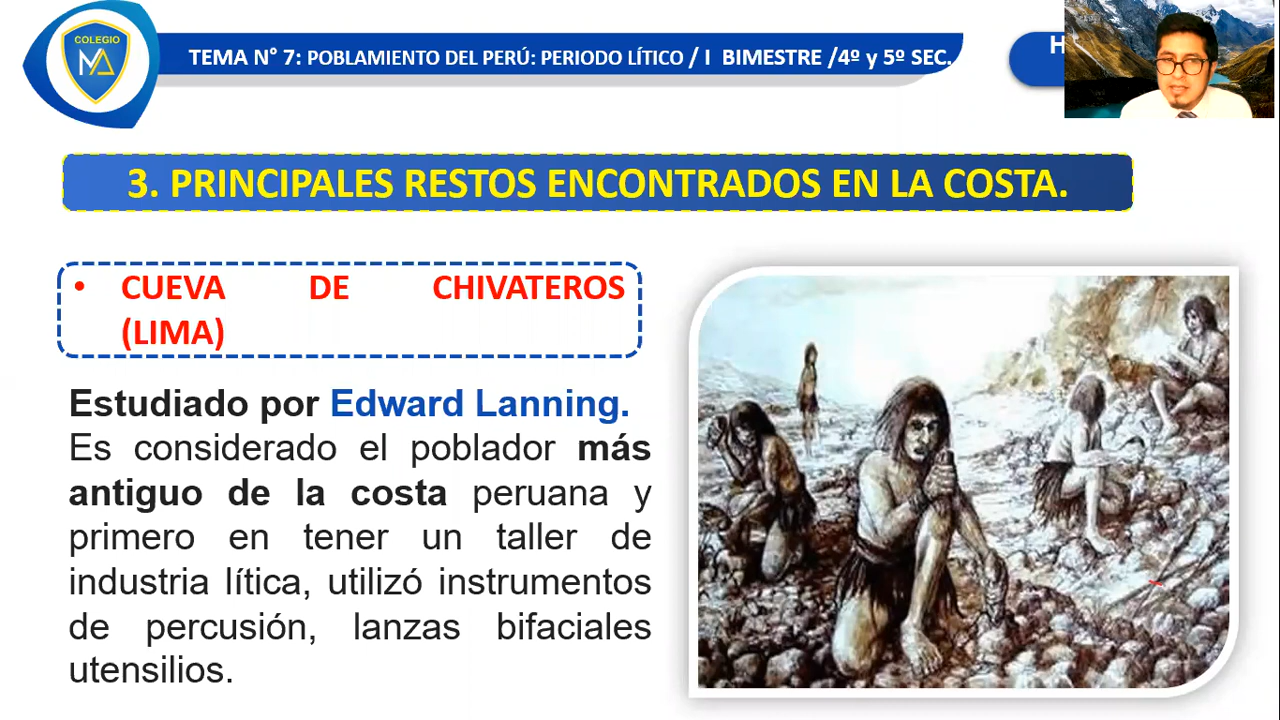 COLEGIO
MA
TEMA N° 7: POBLAMIENTO DEL PERÚ: PERIODO LÍTICO / I BIMESTRE /4º y 5º SEC.
H
3. PRINCIPALES RESTOS ENCONTRADOS EN LA COSTA.
• CUEVA DE CHIVATEROS
(LIMA)
Estudiado por Edward Lanning.
Es considerado el poblador más
antiguo de la costa peruana y
primero en tener un taller de
industria lítica, utilizó instrumentos
de percusión, lanzas bifaciales
utensilios.